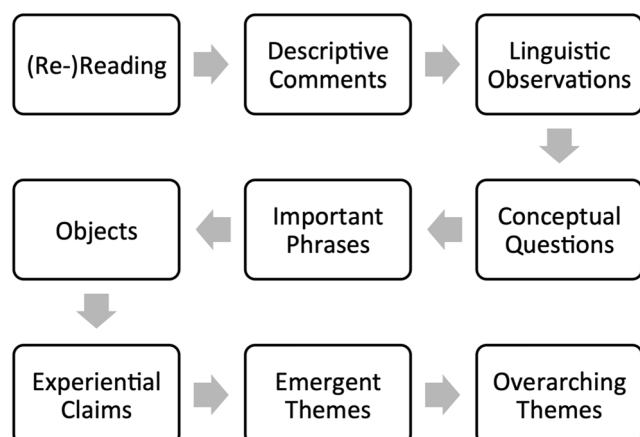 (Re-)Reading
Descriptive
Comments
Linguistic
Observations
Conceptual
Questions
Important
Phrases
Objects
Experiential
Claims
Emergent
Themes
Overarching
Themes